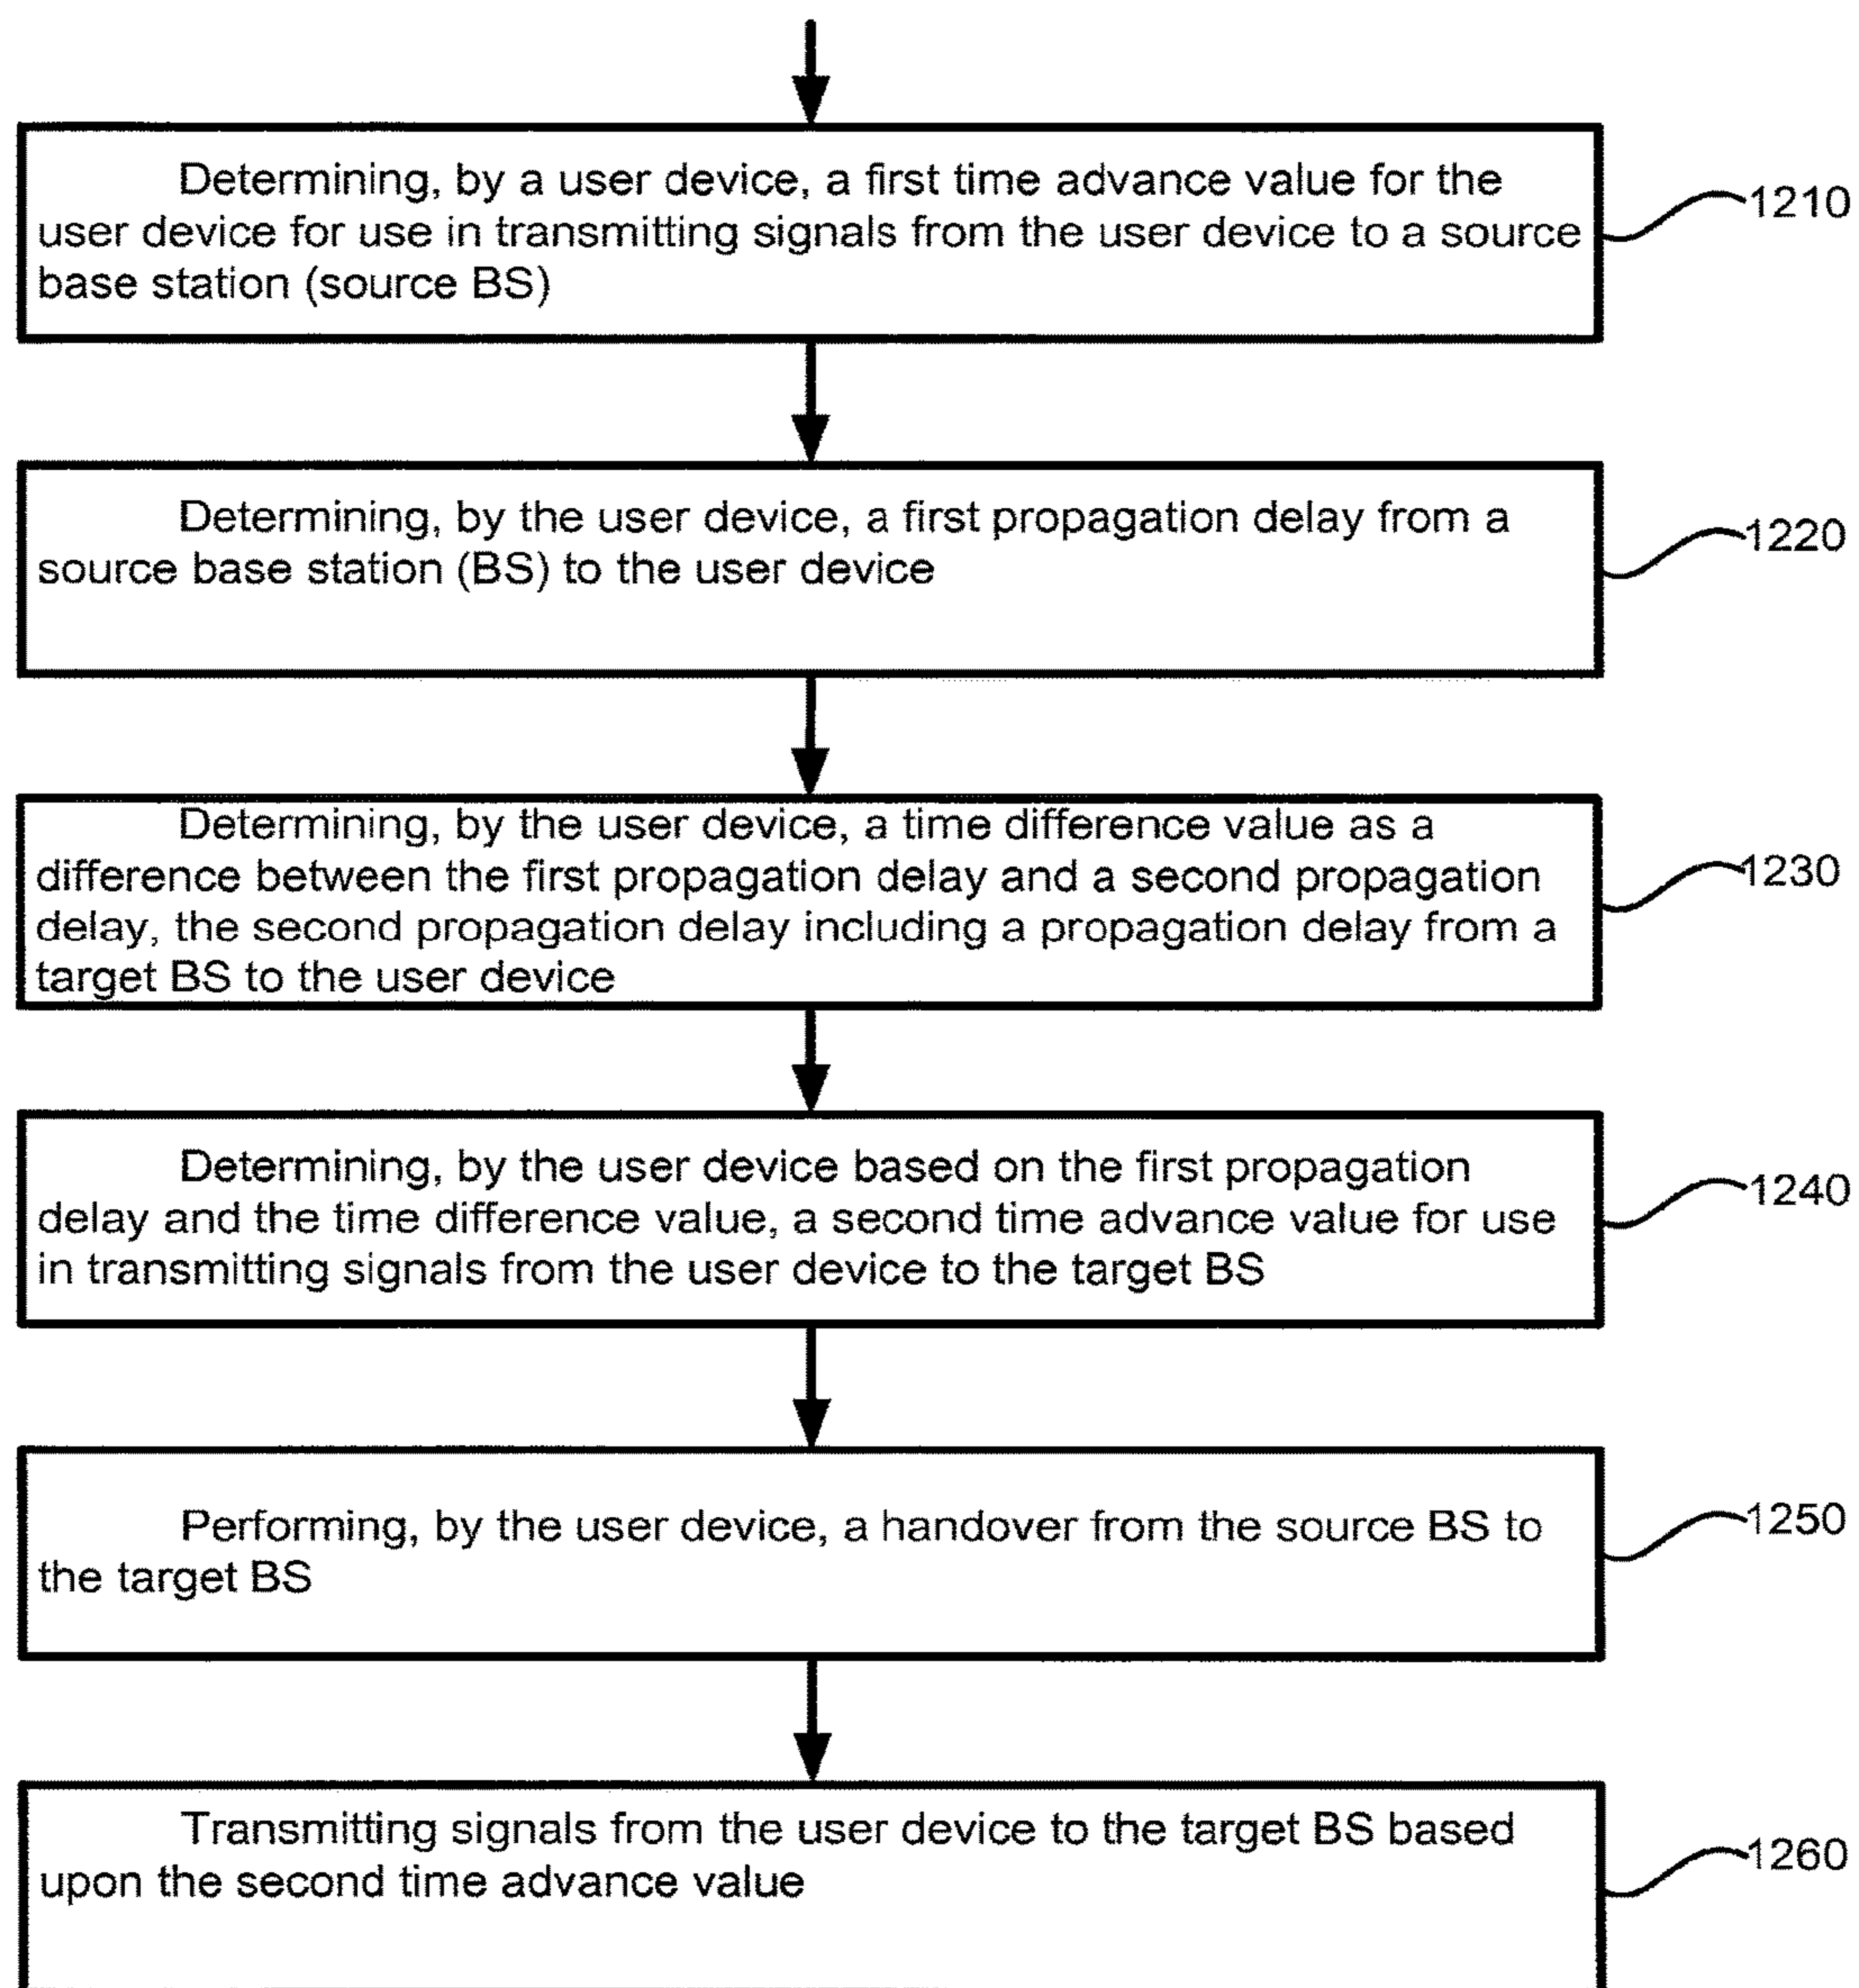 Determining, by a user device, a first time advance value for the
user device for use in transmitting signals from the user device to a source
base station (source BS)
1210
Determining, by the user device, a first propagation delay from a
source base station (BS) to the user device
1220
Determining, by the user device, a time difference value as a
difference between the first propagation delay and a second propagation
delay, the second propagation delay including a propagation delay from a
target BS to the user device
1230
Determining, by the user device based on the first propagation
delay and the time difference value, a second time advance value for use
in transmitting signals from the user device to the target BS
1240
Performing, by the user device, a handover from the source BS to
the target BS
1250
Transmitting signals from the user device to the target BS based
upon the second time advance value
1260